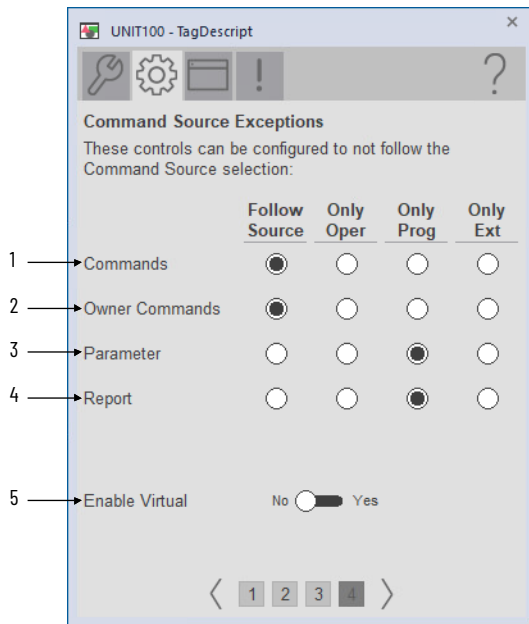 UNIT100 - TagDescript
×
!
?
Command Source Exceptions
These controls can be configured to not follow the
Command Source selection:
Follow Source Only Oper Only Prog Only Ext
1 Commands
2 Owner Commands
3 Parameter
4 Report
5 Enable Virtual No Yes
1 2 3 4